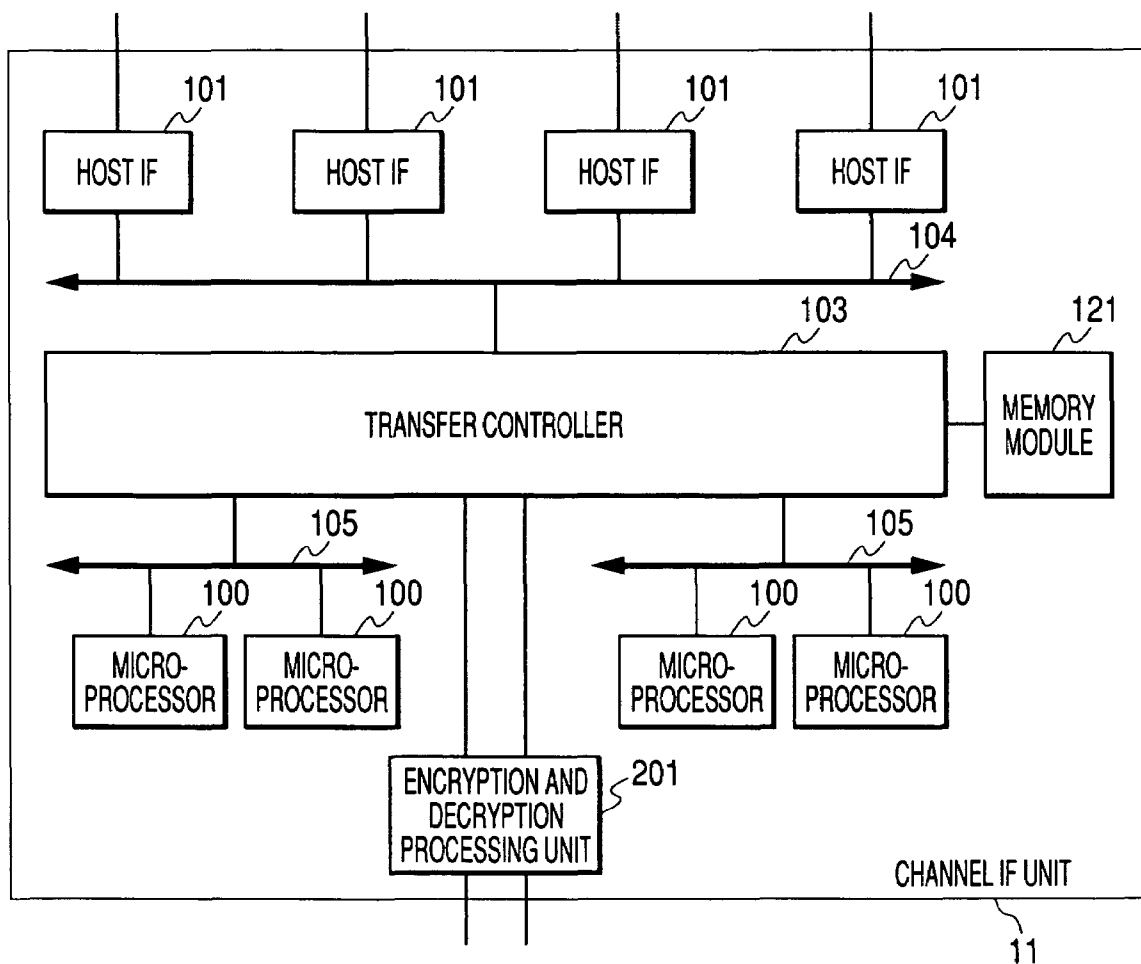 101
101
101
101
HOST IF
HOST IF
HOST IF
HOST IF
104
103
121
TRANSFER CONTROLLER
MEMORY
MODULE
105
105
100
100
100
100
MICRO-
PROCESSOR
MICRO-
PROCESSOR
MICRO-
PROCESSOR
MICRO-
PROCESSOR
ENCRYPTION AND
DECRYPTION
PROCESSING UNIT
201
CHANNEL IF UNIT
11